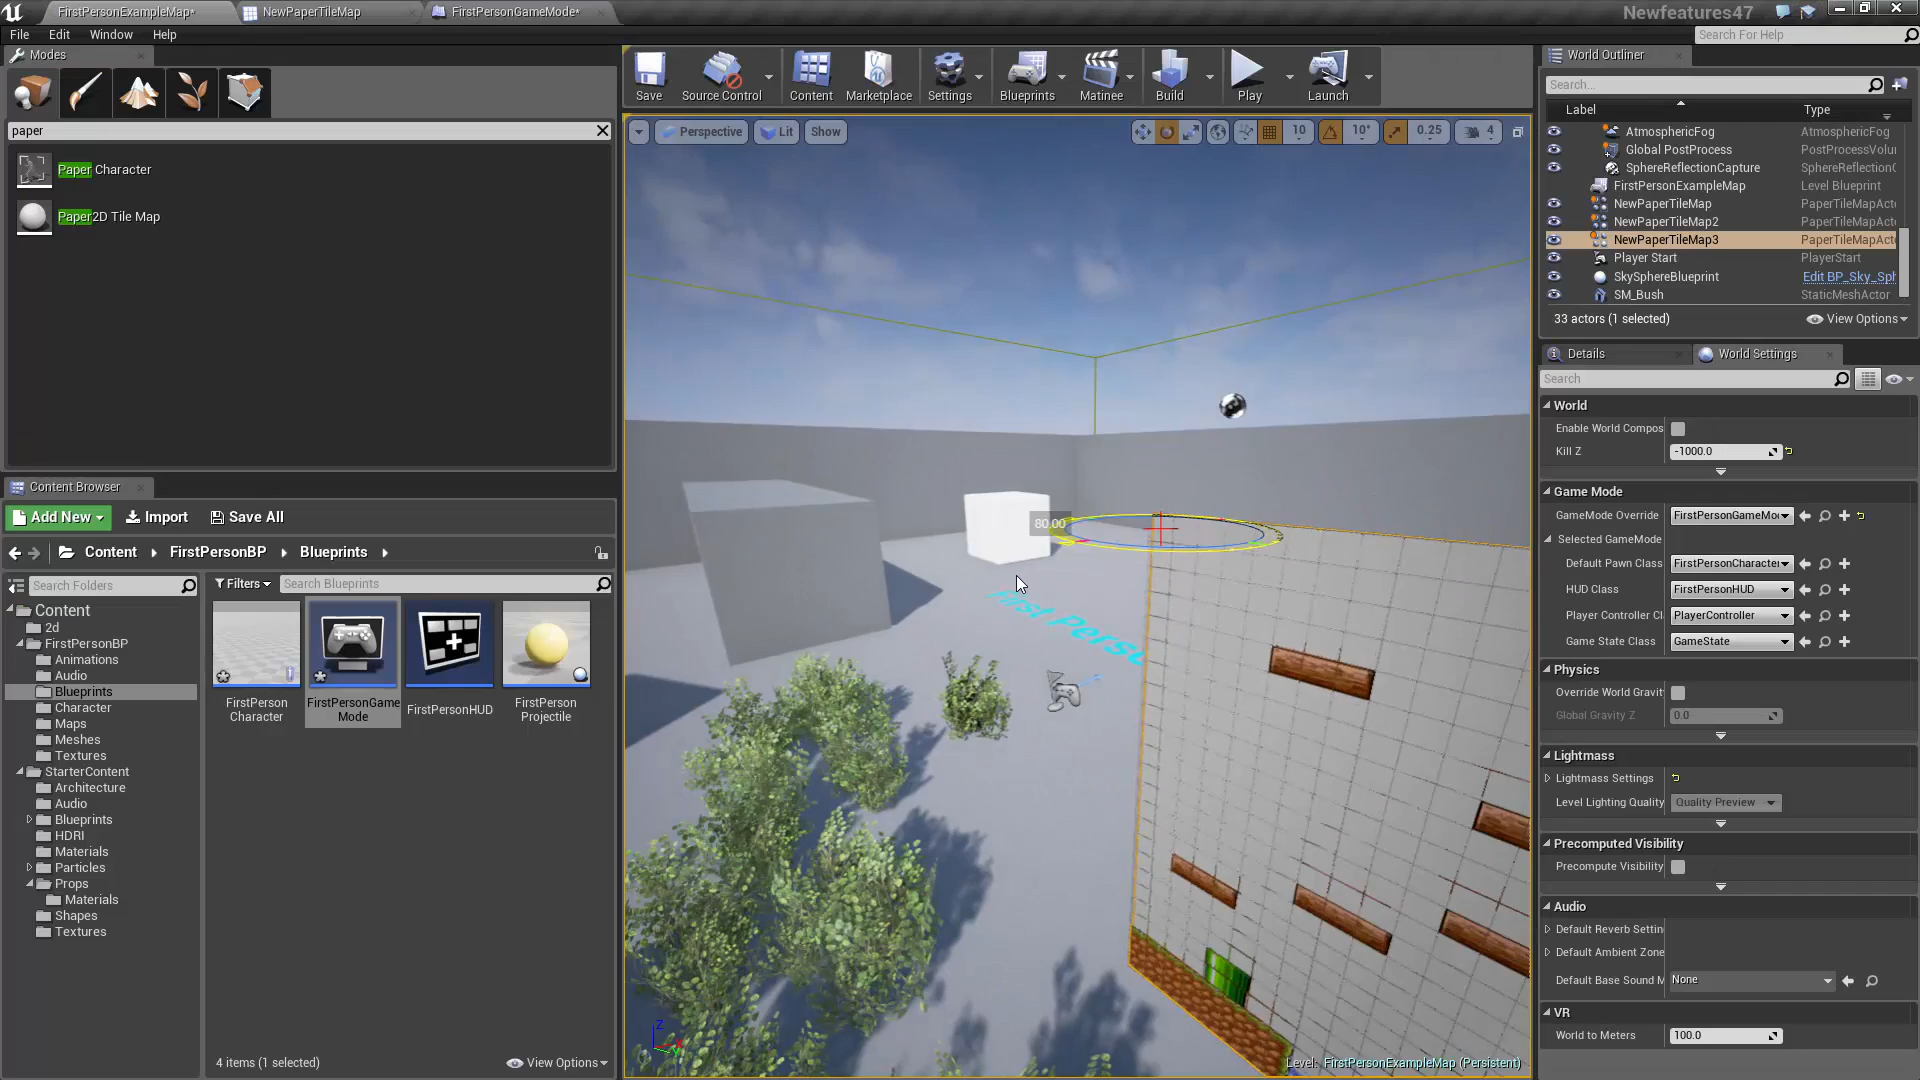 FirstPersonExampleMap*
NewPaperTileMap
FirstPersonGameMode*
Newfeatures47
File Edit Window Help
Search For Help
Modes
paper
Paper Character
Paper2D Tile Map
Save
Source Control
Content
Marketplace
Settings
Blueprints
Matinee
Build
Play
Launch
Perspective
Lit
Show
10
10°
0.25
4
80.00
First Pers
Level: FirstPersonExampleMap (Persistent)
Z
Content Browser
Add New
Import
Save All
Content
FirstPersonBP
Blueprints
Search Folders
Filters
Search Blueprints
Content
2d
FirstPersonBP
Animations
Audio
Blueprints
Character
Maps
Meshes
Textures
StarterContent
Architecture
Audio
Blueprints
HDRI
Materials
Particles
Props
Materials
Shapes
Textures
FirstPerson
Character
FirstPersonGame
Mode
FirstPersonHUD
FirstPerson
Projectile
4 items (1 selected)
View Options
World Outliner
Search...
Label
Type
AtmosphericFog AtmosphericFog
Global PostProcess PostProcessVolu
SphereReflectionCapture SphereReflectionC
FirstPersonExampleMap Level Blueprint
NewPaperTileMap PaperTileMapActo
NewPaperTileMap2 PaperTileMapActo
NewPaperTileMap3 PaperTileMapActo
Player Start PlayerStart
SkySphereBlueprint Edit BP_Sky_Sph
SM_Bush StaticMeshActor
33 actors (1 selected)
View Options
Details
World Settings
Search
World
Enable World Compos
Kill Z -1000.0
Game Mode
GameMode Override FirstPersonGameMo
Selected GameMode
Default Pawn Class FirstPersonCharacter
HUD Class FirstPersonHUD
Player Controller Cl PlayerController
Game State Class GameState
Physics
Override World Gravit
Global Gravity Z 0.0
Lightmass
Lightmass Settings
Level Lighting Quality Quality Preview
Precomputed Visibility
Precompute Visibility
Audio
Default Reverb Settin
Default Ambient Zone
Default Base Sound M None
VR
World to Meters 100.0